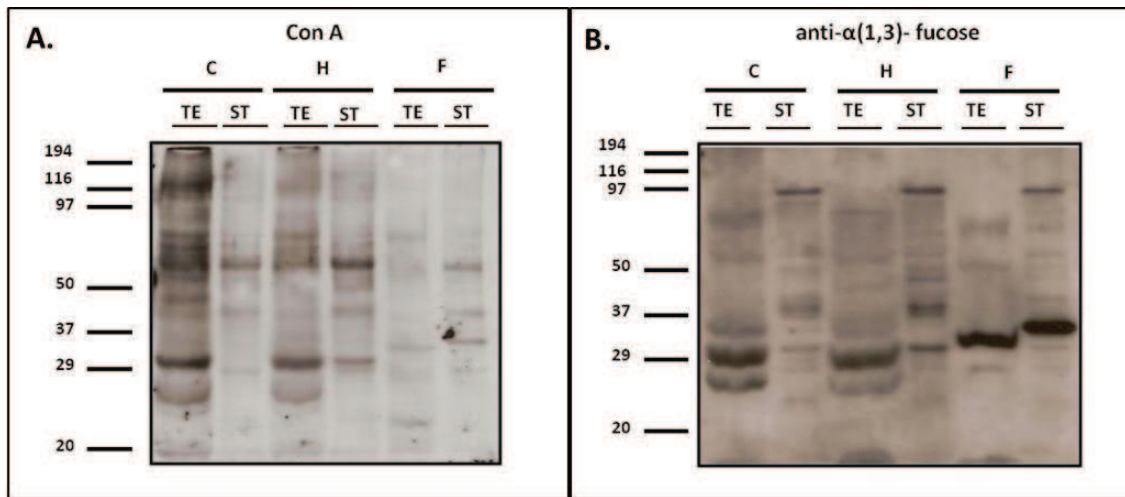 A.
Con A
C H F
TE ST TE ST TE ST
194
116
97
50
37
29
20
B.
anti-α(1,3)- fucose
C H F
TE ST TE ST TE ST
194
116
97
50
37
29
20